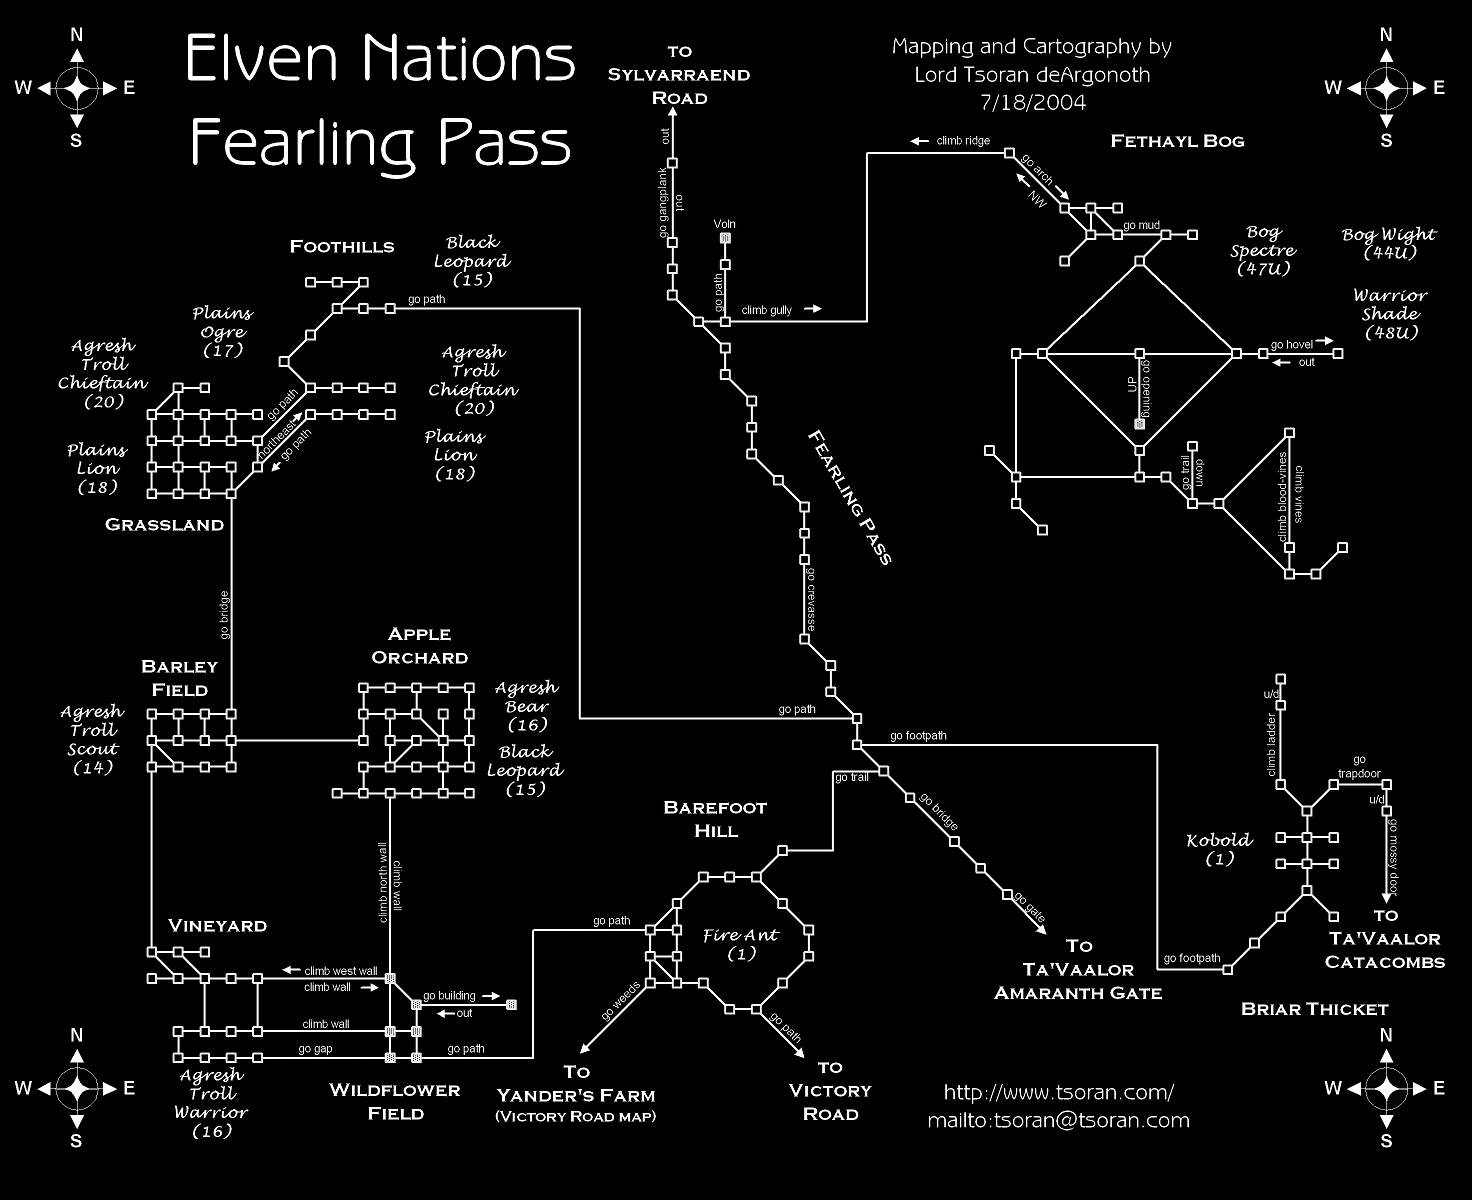 Elven Nations
Fearling Pass
N
W
E
S
To
Sylvarraend
Road
Mapping and Cartography by
Lord Tsoran deArgonoth
7/18/2004
N
W
E
S
out
go gangplank
out
Voln
go path
climb gully
climb ridge
go arch
NW
go mud
Fethayl Bog
Bog
Spectre
(47U)
Bog Wight
(44U)
Warrior
Shade
(48U)
go hovel
out
UP
go opening
go trail
down
climb blood-vines
climb vines
Foothills
Black
Leopard
(15)
go path
Plains
Ogre
(17)
Agresh
Troll
Chieftain
(20)
Agresh
Troll
Chieftain
(20)
Plains
Lion
(18)
Plains
Lion
(18)
go path
northeast
go path
Grassland
Fearling Pass
go crevasse
go bridge
Barley
Field
Apple
Orchard
Agresh
Troll
Scout
(14)
Agresh
Bear
(16)
Black
Leopard
(15)
go path
go footpath
go trail
go bridge
go gate
To
Ta'Vaalor
Amaranth Gate
Barefoot
Hill
Fire Ant
(1)
go path
go weeds
go path
To
Yander's Farm
(Victory Road map)
To
Victory
Road
u/d
climb ladder
go
trapdoor
u/d
go mossy door
Kobold
(1)
To
Ta'Vaalor
Catacombs
go footpath
Briar Thicket
climb north wall
climb wall
Vineyard
climb west wall
climb wall
go building
out
climb wall
go gap
go path
Agresh
Troll
Warrior
(16)
Wildflower
Field
N
W
E
S
http://www.tsoran.com/
mailto:tsoran@tsoran.com
N
W
E
S